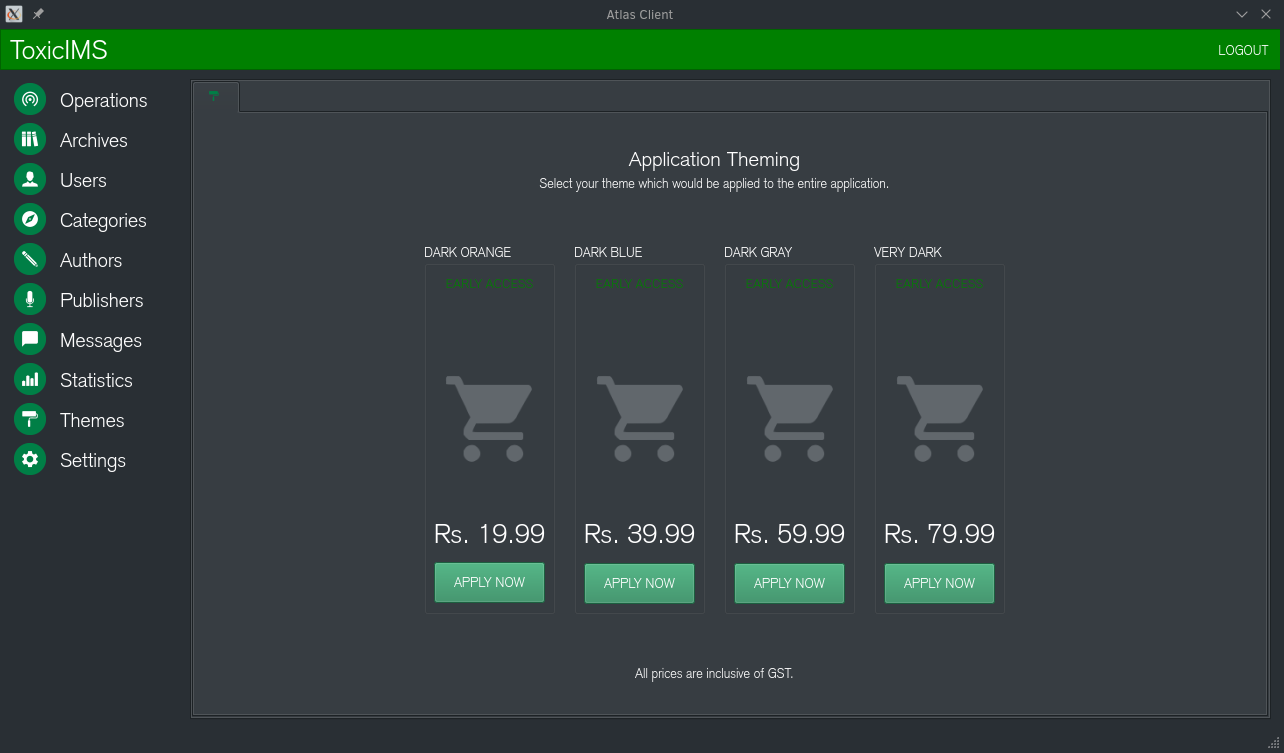 Atlas Client
ToxicIMS
LOGOUT
Operations
Archives
Users
Categories
Authors
Publishers
Messages
Statistics
Themes
Settings
Application Theming
Select your theme which would be applied to the entire application.
DARK ORANGE
EARLY ACCESS
Rs. 19.99
APPLY NOW
DARK BLUE
EARLY ACCESS
Rs. 39.99
APPLY NOW
DARK GRAY
EARLY ACCESS
Rs. 59.99
APPLY NOW
VERY DARK
EARLY ACCESS
Rs. 79.99
APPLY NOW
All prices are inclusive of GST.